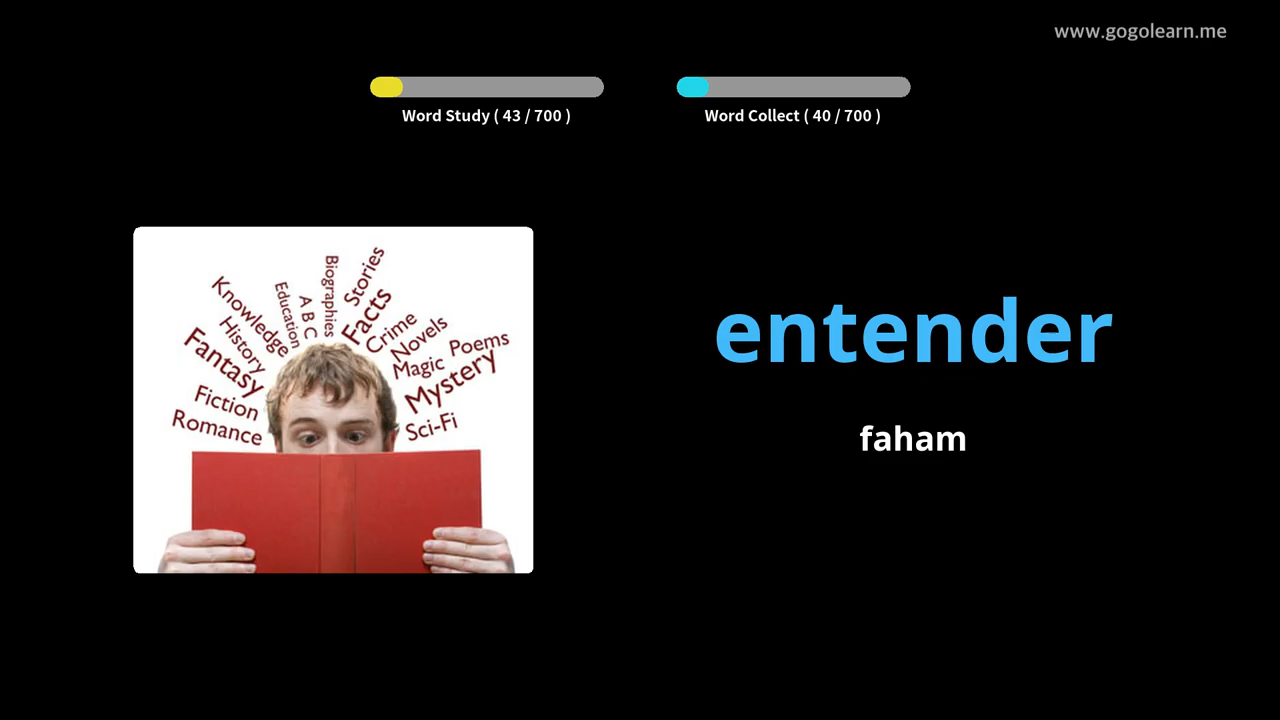 www.gogolearn.me
Word Study ( 43 / 700 )
Word Collect ( 40 / 700 )
Biographies
Stories
Education
A B C
Facts
Knowledge
Crime
History
Novels
Poems
Fantasy
Magic
Mystery
Fiction
Romance
Sci-Fi
entender
faham